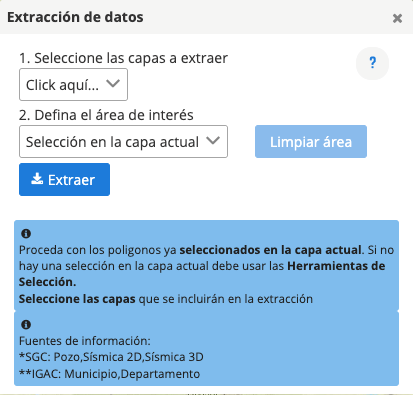 Extracción de datos
1. Seleccione las capas a extraer
?
Click aquí...
2. Defina el área de interés
Selección en la capa actual
Limpiar área
Extraer
Proceda con los poligonos ya seleccionados en la capa actual. Si no
hay una selección en la capa actual debe usar las Herramientas de
Selección.
Seleccione las capas que se incluirán en la extracción
Fuentes de información:
*SGC: Pozo,Sísmica 2D,Sísmica 3D
**IGAC: Municipio,Departamento